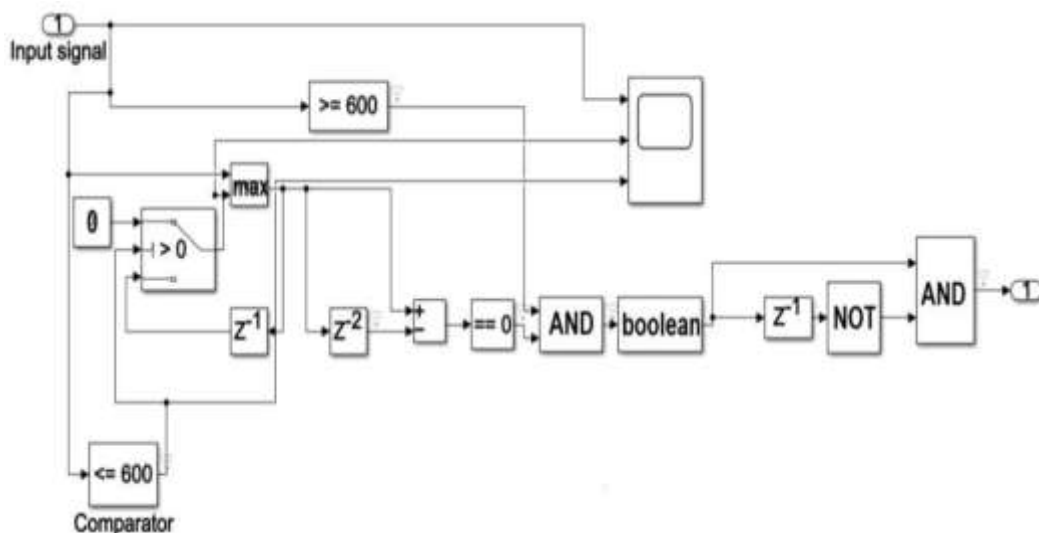 1
Input signal
>= 600
max
0
> 0
z⁻¹
z⁻²
+
−
== 0
AND
boolean
z⁻¹
NOT
AND
1
<= 600
Comparator